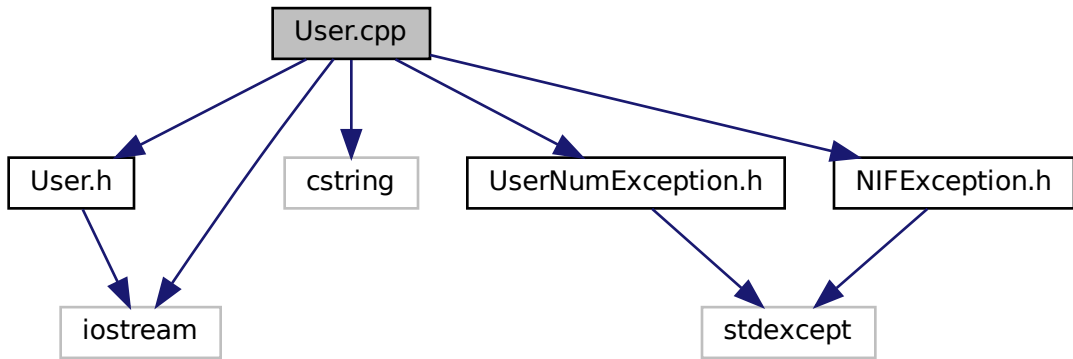 User.cpp
User.h
cstring
UserNumException.h
NIFException.h
iostream
stdexcept